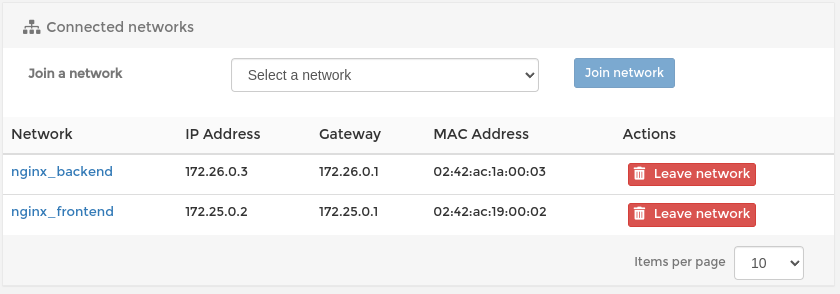 Connected networks
Join a network Select a network Join network
Network IP Address Gateway MAC Address Actions
nginx_backend 172.26.0.3 172.26.0.1 02:42:ac:1a:00:03 Leave network
nginx_frontend 172.25.0.2 172.25.0.1 02:42:ac:19:00:02 Leave network
Items per page 10